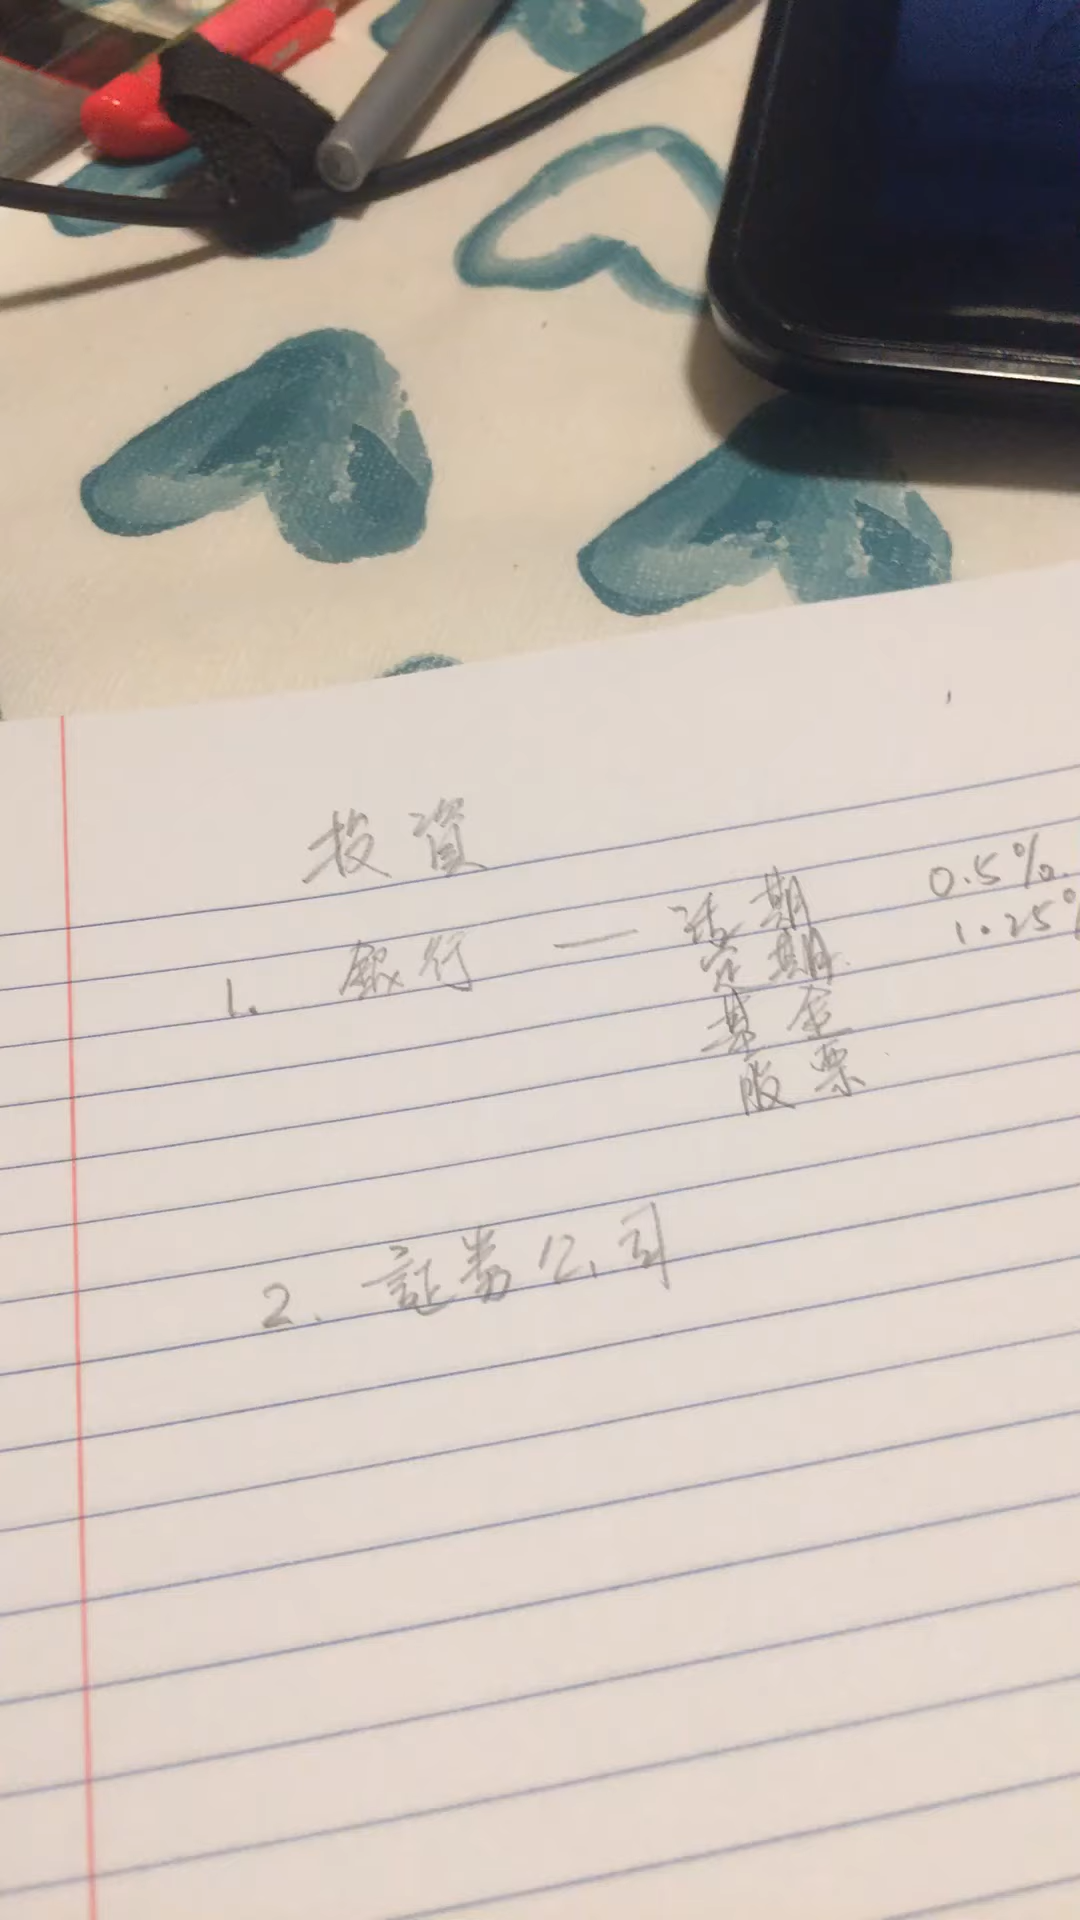 投資
1. 銀行 — 活期 0.5%
定期 1.25%
基金
股票
2. 証券公司